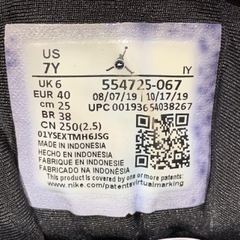 US
7Y IY
UK 6 554725-067
EUR 40 08/07/19 10/17/19
cm 25 UPC 00193654038267
BR 38
CN 250(2.5)
01YSEXTMH6JSG
MADE IN INDONESIA
HECHO EN INDONESIA
FABRIQUE EN INDONESIE
FABRICADO NA INDONÉSIA
www.nike.com/patentsvirtualmarking